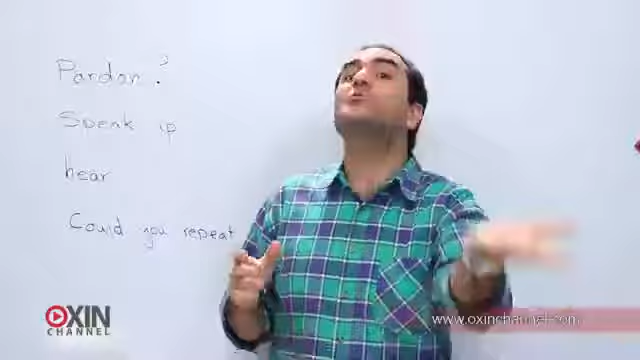 Pardon?
Speak up
hear
Could you repeat
OXIN
CHANNEL
www.oxinchannel.com